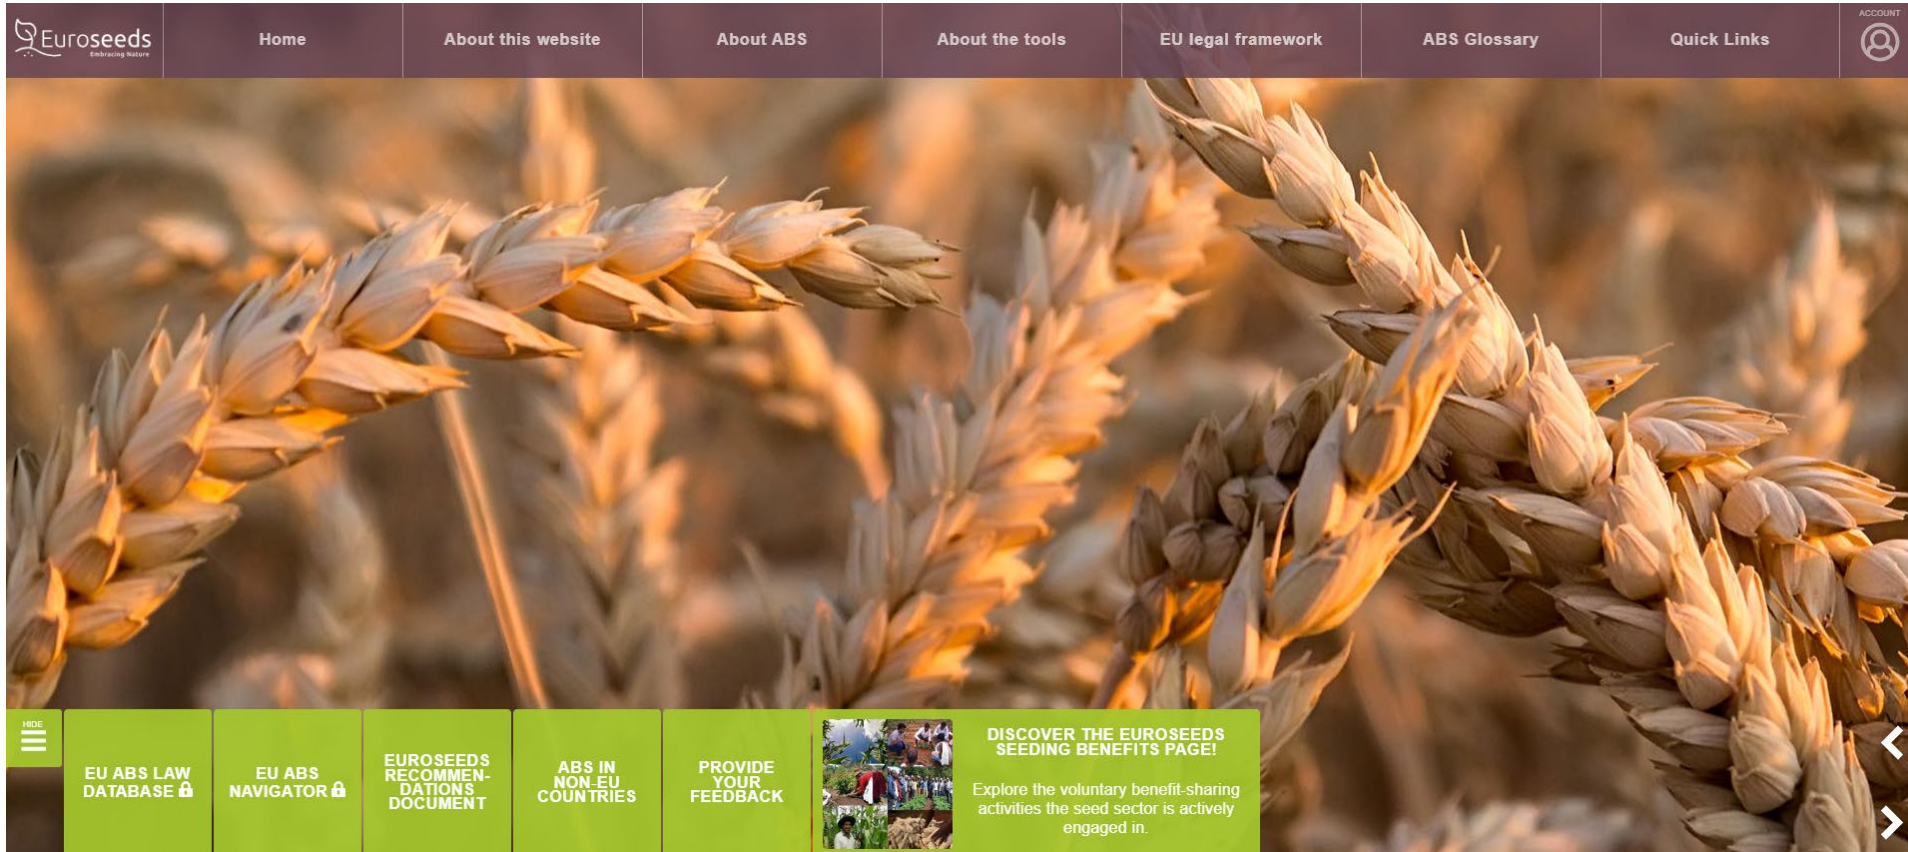 Euroseeds
Embracing Nature
Home
About this website
About ABS
About the tools
EU legal framework
ABS Glossary
Quick Links
ACCOUNT
HIDE
EU ABS LAW
DATABASE
EU ABS
NAVIGATOR
EUROSEEDS
RECOMMEN-
DATIONS
DOCUMENT
ABS IN
NON-EU
COUNTRIES
PROVIDE
YOUR
FEEDBACK
DISCOVER THE EUROSEEDS
SEEDING BENEFITS PAGE!
Explore the voluntary benefit-sharing
activities the seed sector is actively
engaged in.